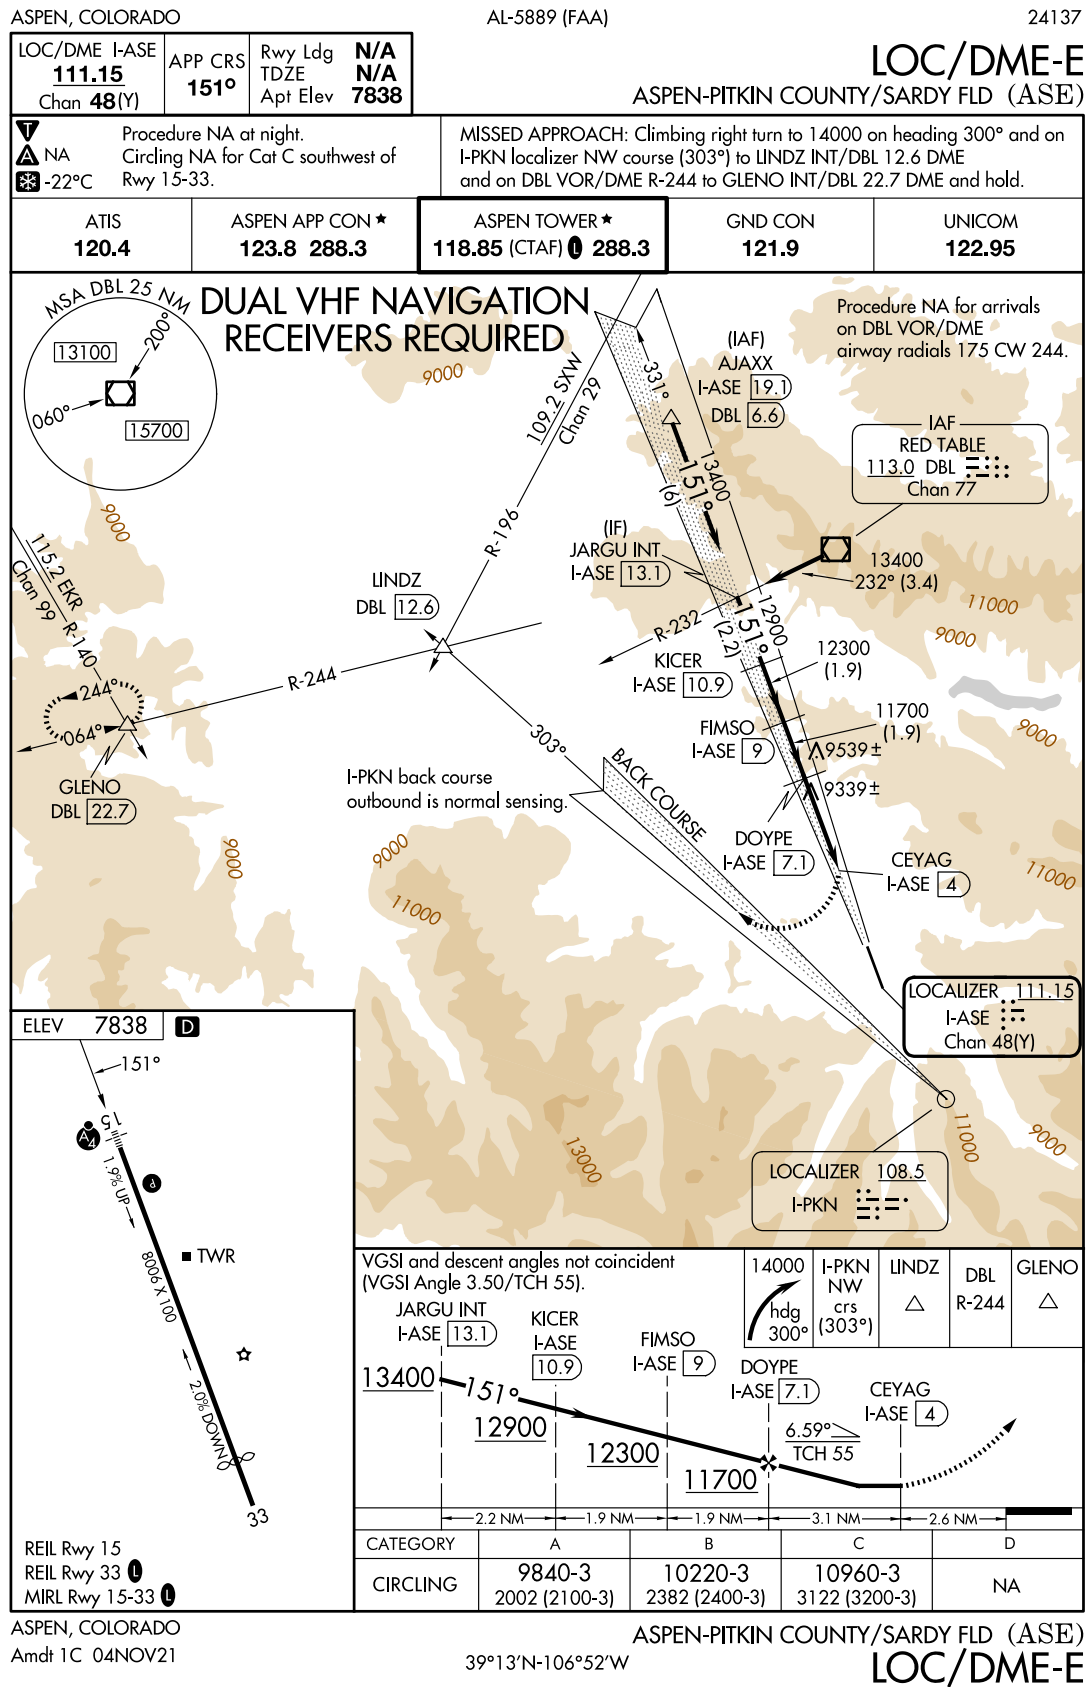 ASPEN, COLORADO
AL-5889 (FAA)
24137
LOC/DME I-ASE
111.15
Chan 48(Y)
APP CRS
151°
Rwy Ldg N/A
TDZE N/A
Apt Elev 7838
LOC/DME-E
ASPEN-PITKIN COUNTY/SARDY FLD (ASE)
T
A NA
-22°C
Procedure NA at night.
Circling NA for Cat C southwest of
Rwy 15-33.
MISSED APPROACH: Climbing right turn to 14000 on heading 300° and on
I-PKN localizer NW course (303°) to LINDZ INT/DBL 12.6 DME
and on DBL VOR/DME R-244 to GLENO INT/DBL 22.7 DME and hold.
ATIS
120.4
ASPEN APP CON ★
123.8 288.3
ASPEN TOWER ★
118.85 (CTAF) L 288.3
GND CON
121.9
UNICOM
122.95
MSA DBL 25 NM
13100
200°
060°
15700
DUAL VHF NAVIGATION
RECEIVERS REQUIRED
Procedure NA for arrivals
on DBL VOR/DME
airway radials 175 CW 244.
9000
109.2 SXW
Chan 29
R-196
331°
(IAF)
AJAXX
I-ASE 19.1
DBL 6.6
13400
151°
(6)
IAF
RED TABLE
113.0 DBL
Chan 77
9000
115.2 EKR
Chan 99
R-140
(IF)
JARGU INT
I-ASE 13.1
13400
232° (3.4)
11000
9000
LINDZ
DBL 12.6
R-232
12900
151°
(2.2)
12300
(1.9)
KICER
I-ASE 10.9
R-244
244°
064°
GLENO
DBL 22.7
303°
FIMSO
I-ASE 9
11700
(1.9)
9539±
9339±
9000
I-PKN back course
outbound is normal sensing.
BACK COURSE
DOYPE
I-ASE 7.1
CEYAG
I-ASE 4
9000
9000
11000
11000
LOCALIZER 111.15
I-ASE
Chan 48(Y)
13000
11000
9000
LOCALIZER 108.5
I-PKN
ELEV 7838 D
151°
15
A4
1.9% UP
P
TWR
8006 X 100
2.0% DOWN
33
REIL Rwy 15
REIL Rwy 33 L
MIRL Rwy 15-33 L
VGSI and descent angles not coincident
(VGSI Angle 3.50/TCH 55).
14000
hdg
300°
I-PKN
NW
crs
(303°)
LINDZ
DBL
R-244
GLENO
JARGU INT
I-ASE 13.1
KICER
I-ASE
10.9
FIMSO
I-ASE 9
DOYPE
I-ASE 7.1
CEYAG
I-ASE 4
13400
151°
12900
12300
11700
6.59°
TCH 55
2.2 NM
1.9 NM
1.9 NM
3.1 NM
2.6 NM
CATEGORY A B C D
CIRCLING
9840-3
2002 (2100-3)
10220-3
2382 (2400-3)
10960-3
3122 (3200-3)
NA
ASPEN, COLORADO
Amdt 1C 04NOV21
39°13'N-106°52'W
ASPEN-PITKIN COUNTY/SARDY FLD (ASE)
LOC/DME-E